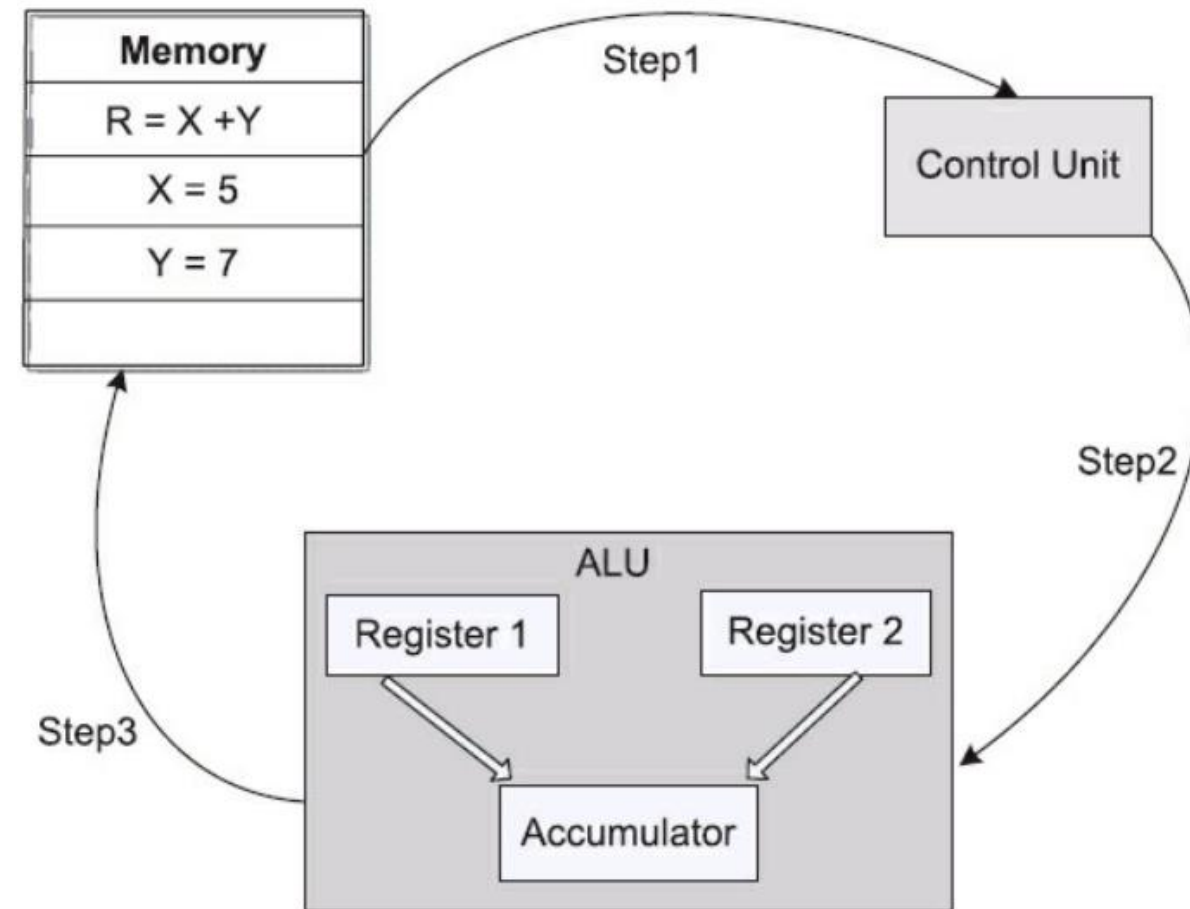 Memory
R = X +Y
X = 5
Y = 7
Step1
Control Unit
Step2
ALU
Register 1
Register 2
Accumulator
Step3